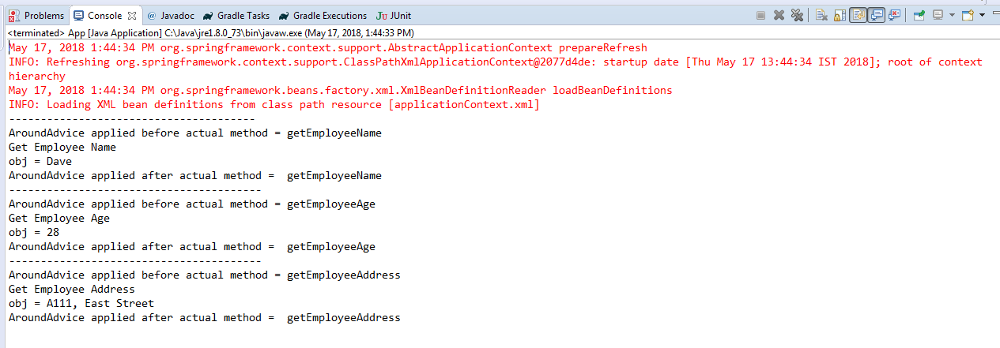 Problems Console Javadoc Gradle Tasks Gradle Executions JUnit
<terminated> App [Java Application] C:\Java\jre1.8.0_73\bin\javaw.exe (May 17, 2018, 1:44:33 PM)
May 17, 2018 1:44:34 PM org.springframework.context.support.AbstractApplicationContext prepareRefresh
INFO: Refreshing org.springframework.context.support.ClassPathXmlApplicationContext@2077d4de: startup date [Thu May 17 13:44:34 IST 2018]; root of context
hierarchy
May 17, 2018 1:44:34 PM org.springframework.beans.factory.xml.XmlBeanDefinitionReader loadBeanDefinitions
INFO: Loading XML bean definitions from class path resource [applicationContext.xml]
---------------------------------------
AroundAdvice applied before actual method = getEmployeeName
Get Employee Name
obj = Dave
AroundAdvice applied after actual method =  getEmployeeName
----------------------------------------
AroundAdvice applied before actual method = getEmployeeAge
Get Employee Age
obj = 28
AroundAdvice applied after actual method =  getEmployeeAge
----------------------------------------
AroundAdvice applied before actual method = getEmployeeAddress
Get Employee Address
obj = A111, East Street
AroundAdvice applied after actual method =  getEmployeeAddress